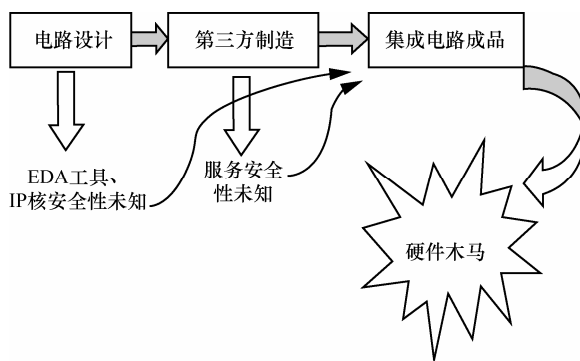 电路设计
第三方制造
集成电路成品
EDA工具、
IP核安全性未知
服务安全
性未知
硬件木马